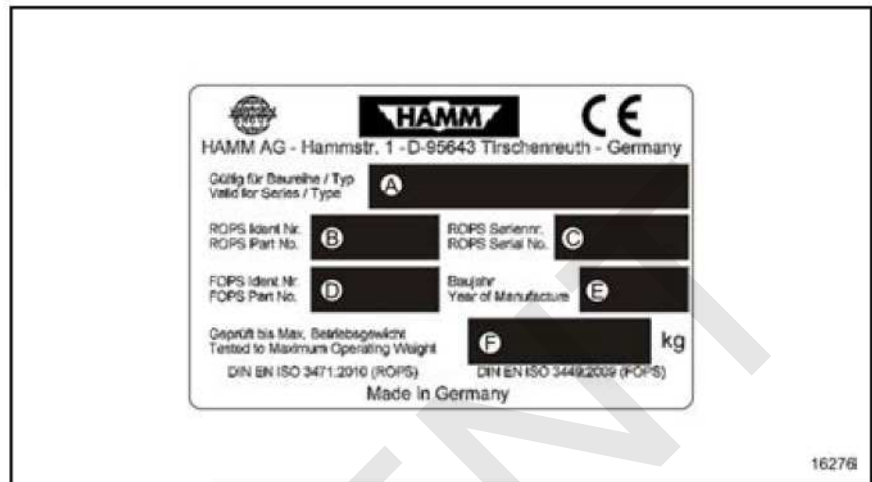 HAMM CE
HAMM AG - Hammstr. 1 -D-95643 Tirschenreuth - Germany
Gültig für Baureihe / Typ
Valid for Series / Type
A
ROPS Ident Nr.
ROPS Part No.
B
ROPS Seriennr.
ROPS Serial No.
C
FOPS Ident Nr.
FOPS Part No.
D
Baujahr
Year of Manufacture
E
Geprüft bis Max. Betriebsgewicht
Tested to Maximum Operating Weight
F
kg
DIN EN ISO 3471:2010 (ROPS) DIN EN ISO 3449:2009 (FOPS)
Made in Germany
16276